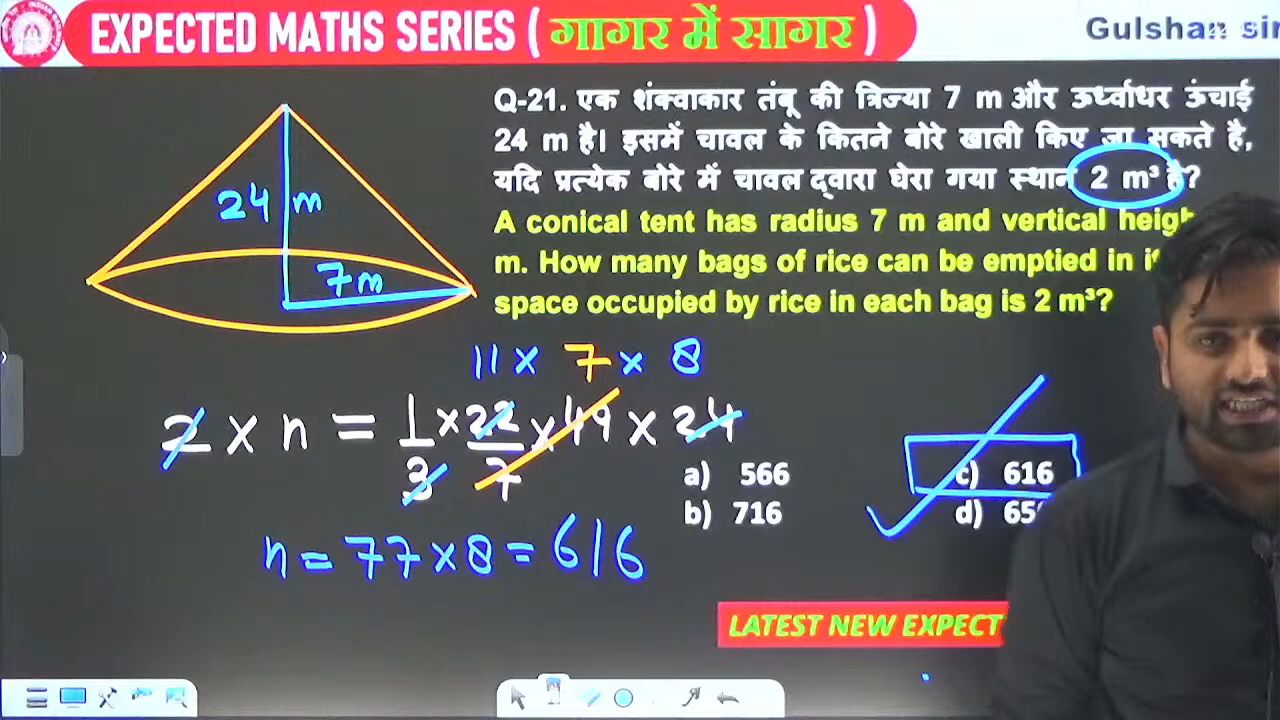 EXPECTED MATHS SERIES ( गागर में सागर )
Gulshan sir
Q-21. एक शंक्वाकार तंबू की त्रिज्या 7 m और ऊर्ध्वाधर ऊंचाई
24 m है। इसमें चावल के कितने बोरे खाली किए जा सकते है,
यदि प्रत्येक बोरे में चावल द्वारा घेरा गया स्थान 2 m³ है?
A conical tent has radius 7 m and vertical heigh
m. How many bags of rice can be emptied in
space occupied by rice in each bag is 2 m³?
24 m
7 m
11 × 7 × 8
2 × n = 1/3 × 22/7 × 49 × 24
a) 566
c) 616
b) 716
d) 65
n = 77 × 8 = 616
LATEST NEW EXPECT